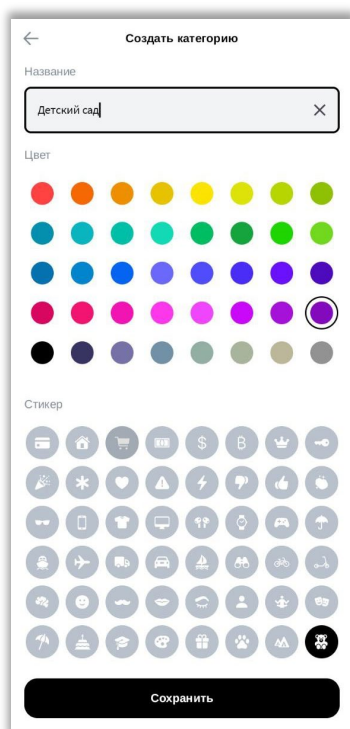 Создать категорию
Название
Детский сад
Цвет
Стикер
Сохранить